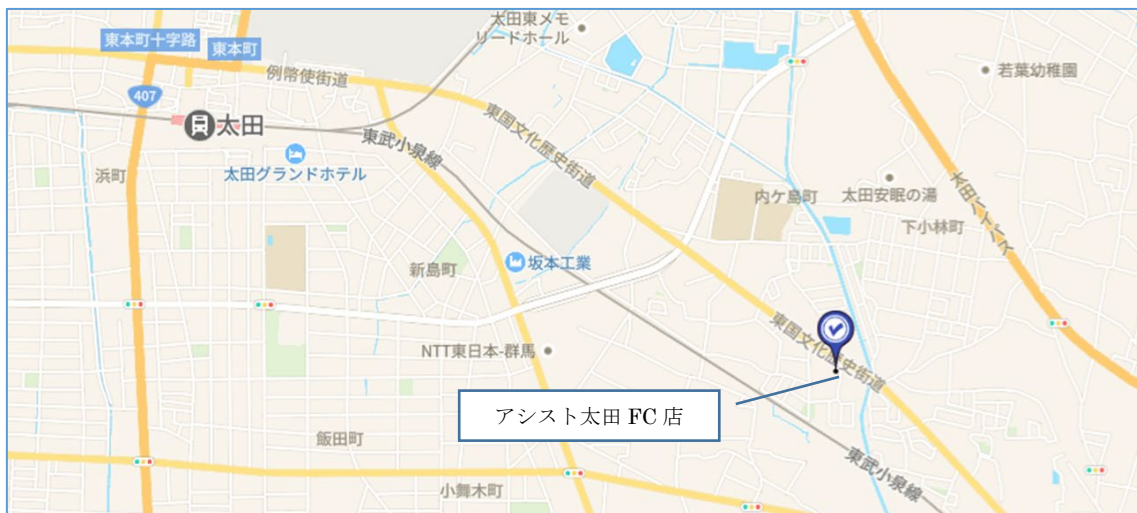 太田東メモ
リードホール
東本町十字路
東本町
例幣使街道
若葉幼稚園
407
太田
東武小泉線
東国文化歴史街道
浜町
太田グランドホテル
内ケ島町
太田安眠の湯
太田バイパス
下小林町
新島町
坂本工業
東国文化歴史街道
NTT東日本-群馬
アシスト太田 FC 店
飯田町
東武小泉線
小舞木町